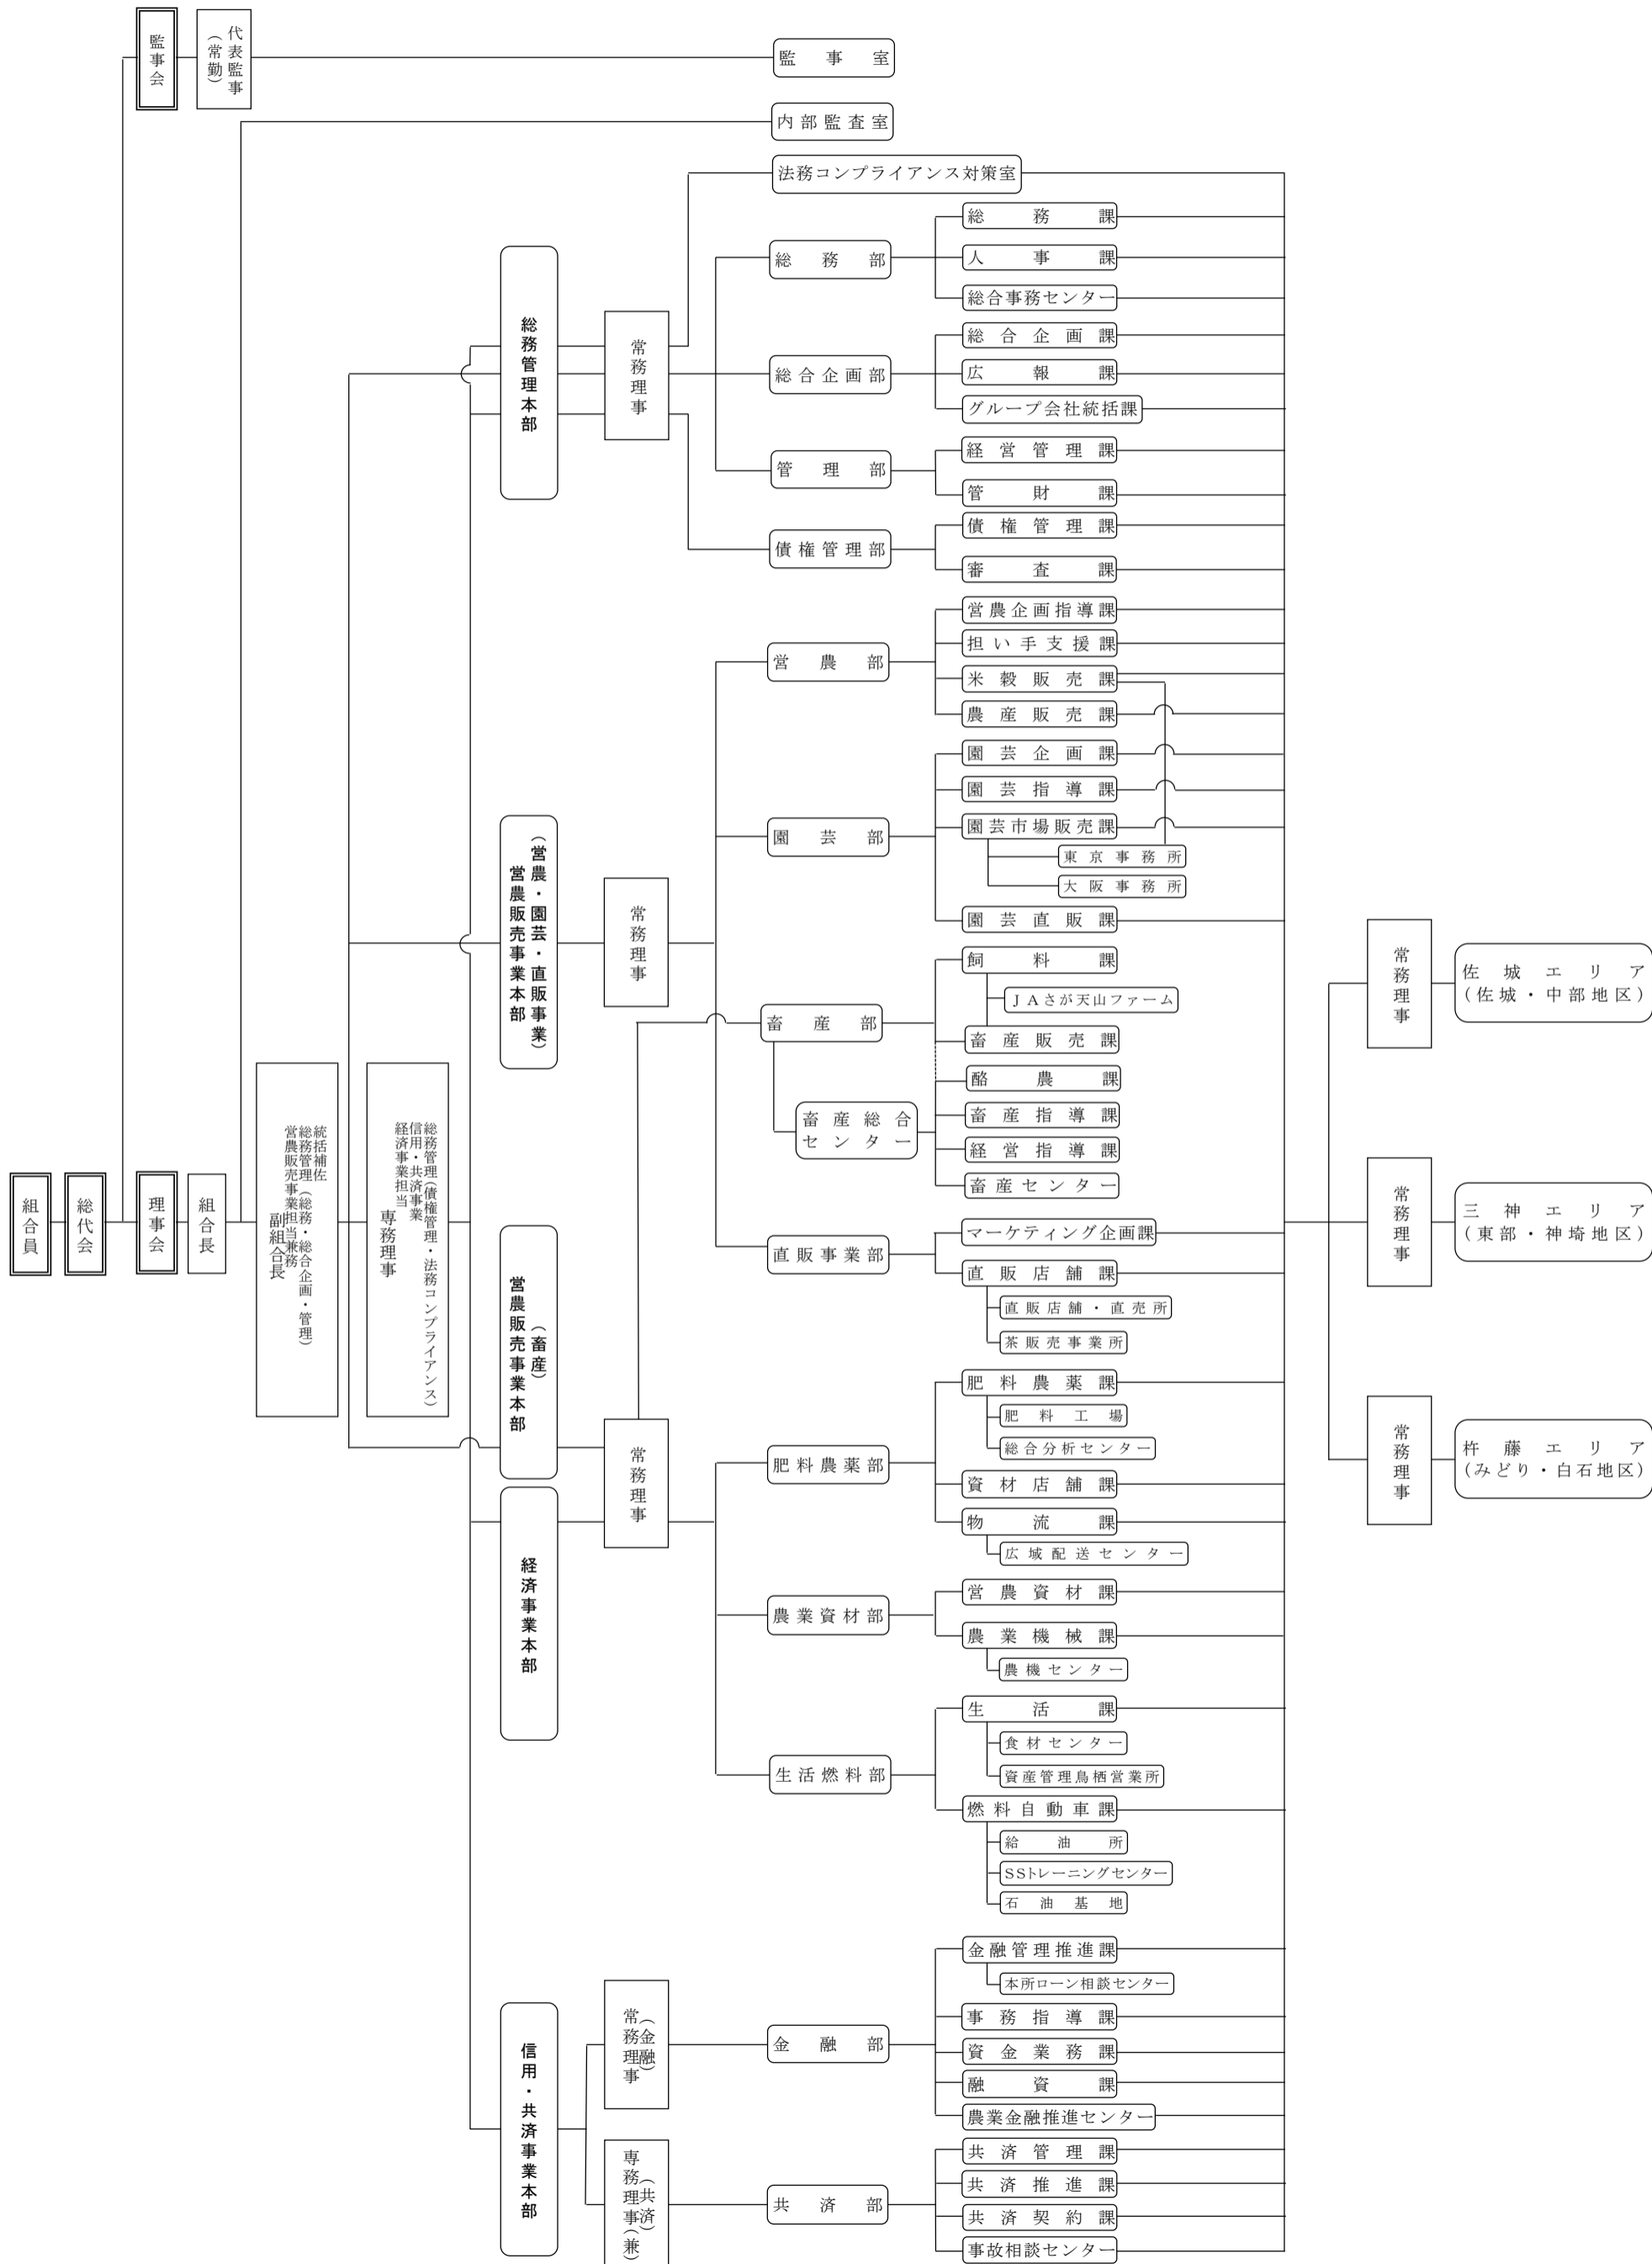 監事会
代表監事
（常勤）
監事室
内部監査室
組合員
総代会
理事会
組合長
統括補佐
総務管理（総務・総合企画・管理）
営農販売事業担当兼務
副組合長
総務管理（債権管理・法務コンプライアンス）
信用・共済事業
経済事業担当
専務理事
総務管理本部
常務理事
法務コンプライアンス対策室
総務部
総務課
人事課
総合事務センター
総合企画部
総合企画課
広報課
グループ会社統括課
管理部
経営管理課
管財課
債権管理部
債権管理課
審査課
（営農・園芸・直販事業）
営農販売事業本部
常務理事
営農部
営農企画指導課
担い手支援課
米穀販売課
農産販売課
園芸部
園芸企画課
園芸指導課
園芸市場販売課
東京事務所
大阪事務所
園芸直販課
畜産部
飼料課
ＪＡさが天山ファーム
畜産販売課
酪農課
畜産総合
センター
畜産指導課
経営指導課
畜産センター
直販事業部
マーケティング企画課
直販店舗課
直販店舗・直売所
茶販売事業所
（畜産）
営農販売事業本部
常務理事
経済事業本部
肥料農薬部
肥料農薬課
肥料工場
総合分析センター
資材店舗課
物流課
広域配送センター
農業資材部
営農資材課
農業機械課
農機センター
生活燃料部
生活課
食材センター
資産管理鳥栖営業所
燃料自動車課
給油所
SSトレーニングセンター
石油基地
信用・共済事業本部
（金融）
常務理事
金融部
金融管理推進課
本所ローン相談センター
事務指導課
資金業務課
融資課
農業金融推進センター
（共済）
専務理事（兼）
共済部
共済管理課
共済推進課
共済契約課
事故相談センター
常務理事
佐城エリア
（佐城・中部地区）
常務理事
三神エリア
（東部・神埼地区）
常務理事
杵藤エリア
（みどり・白石地区）